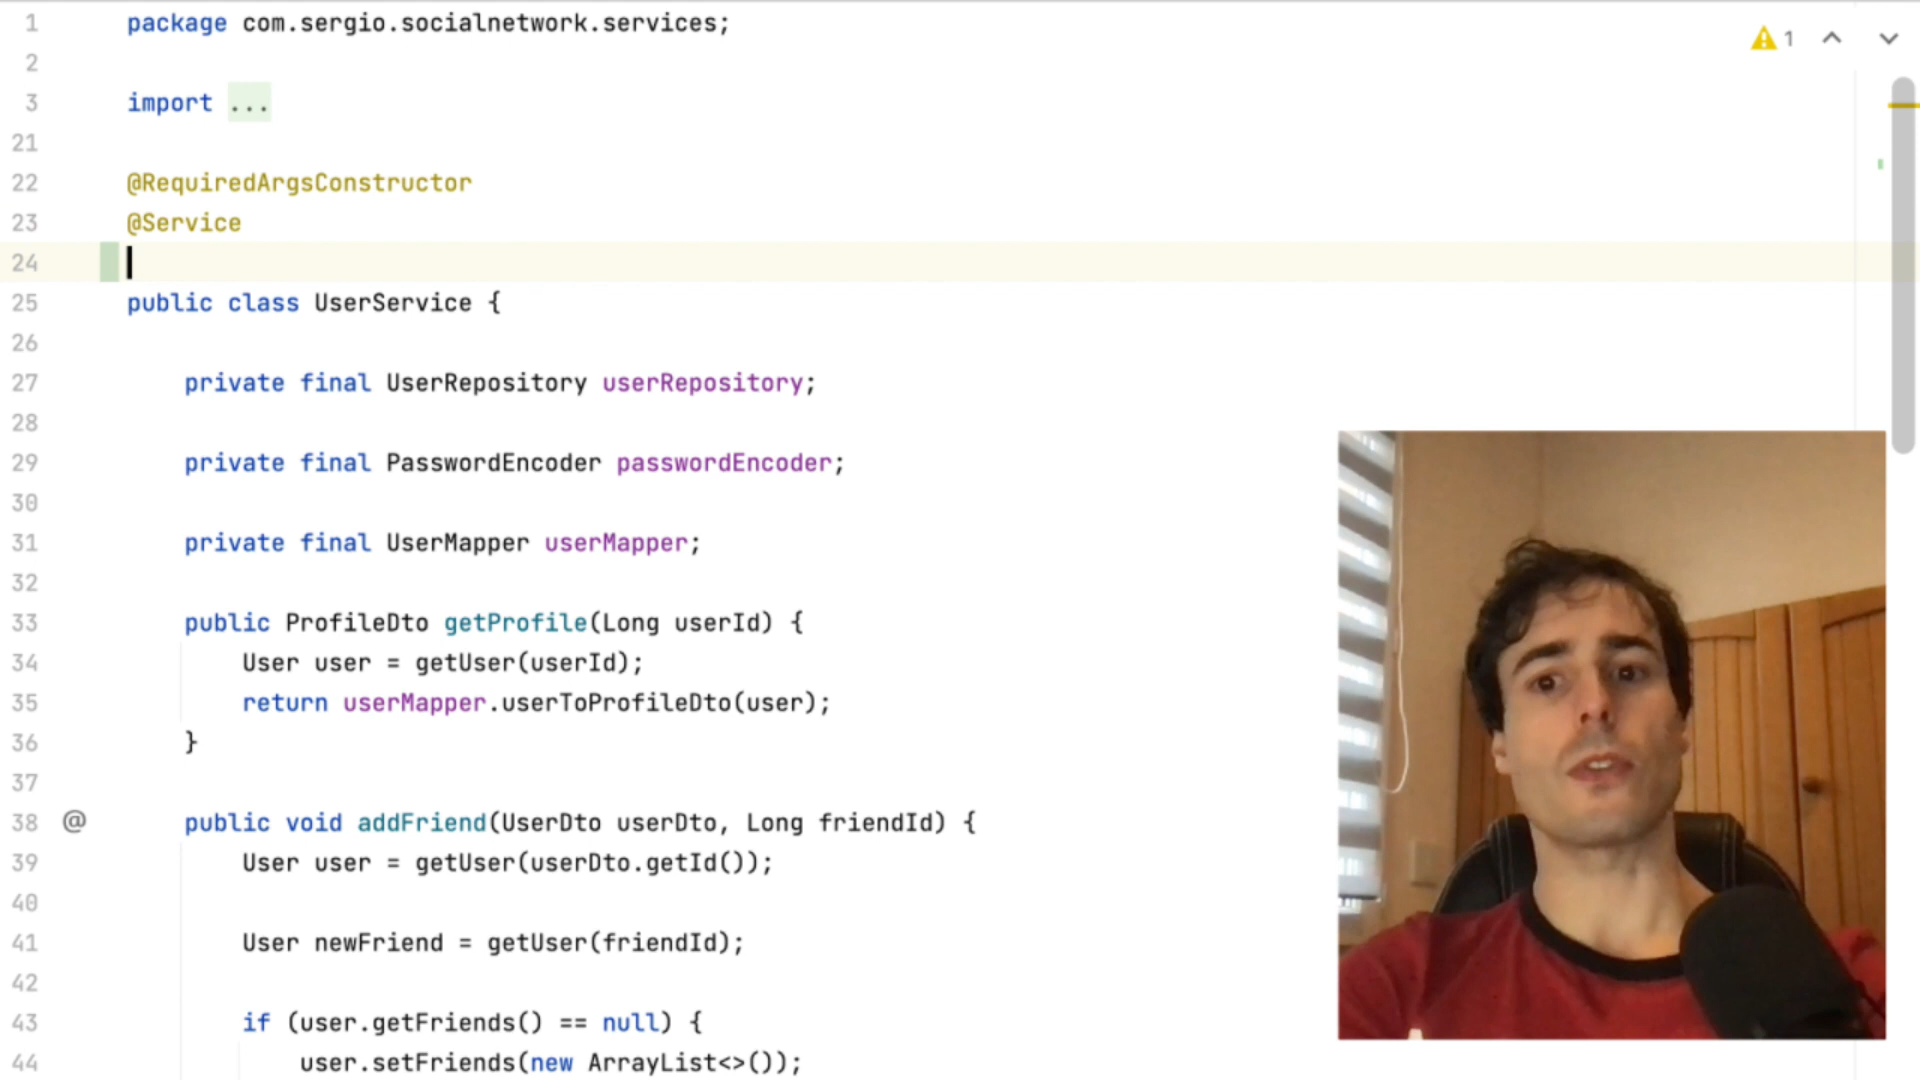 1 package com.sergio.socialnetwork.services;
2
3 import ...
21
22 @RequiredArgsConstructor
23 @Service
24
25 public class UserService {
26
27 private final UserRepository userRepository;
28
29 private final PasswordEncoder passwordEncoder;
30
31 private final UserMapper userMapper;
32
33 public ProfileDto getProfile(Long userId) {
34 User user = getUser(userId);
35 return userMapper.userToProfileDto(user);
36 }
37
38 @ public void addFriend(UserDto userDto, Long friendId) {
39 User user = getUser(userDto.getId());
40
41 User newFriend = getUser(friendId);
42
43 if (user.getFriends() == null) {
44 user.setFriends(new ArrayList<>());
1